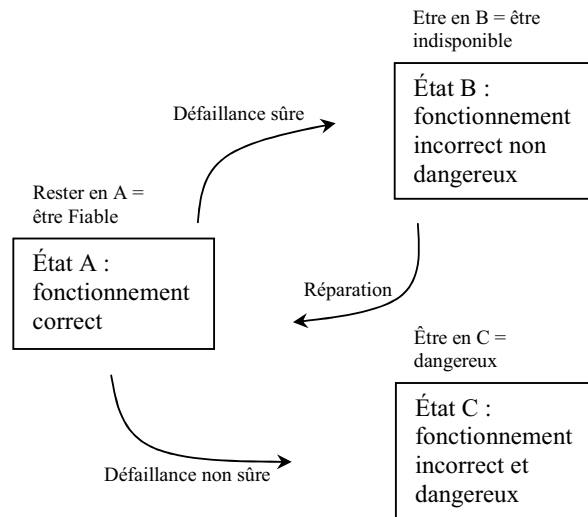 Etre en B = être
indisponible
État B :
fonctionnement
incorrect non
dangereux
Défaillance sûre
Rester en A =
être Fiable
État A :
fonctionnement
correct
Réparation
Être en C =
dangereux
État C :
fonctionnement
incorrect et
dangereux
Défaillance non sûre